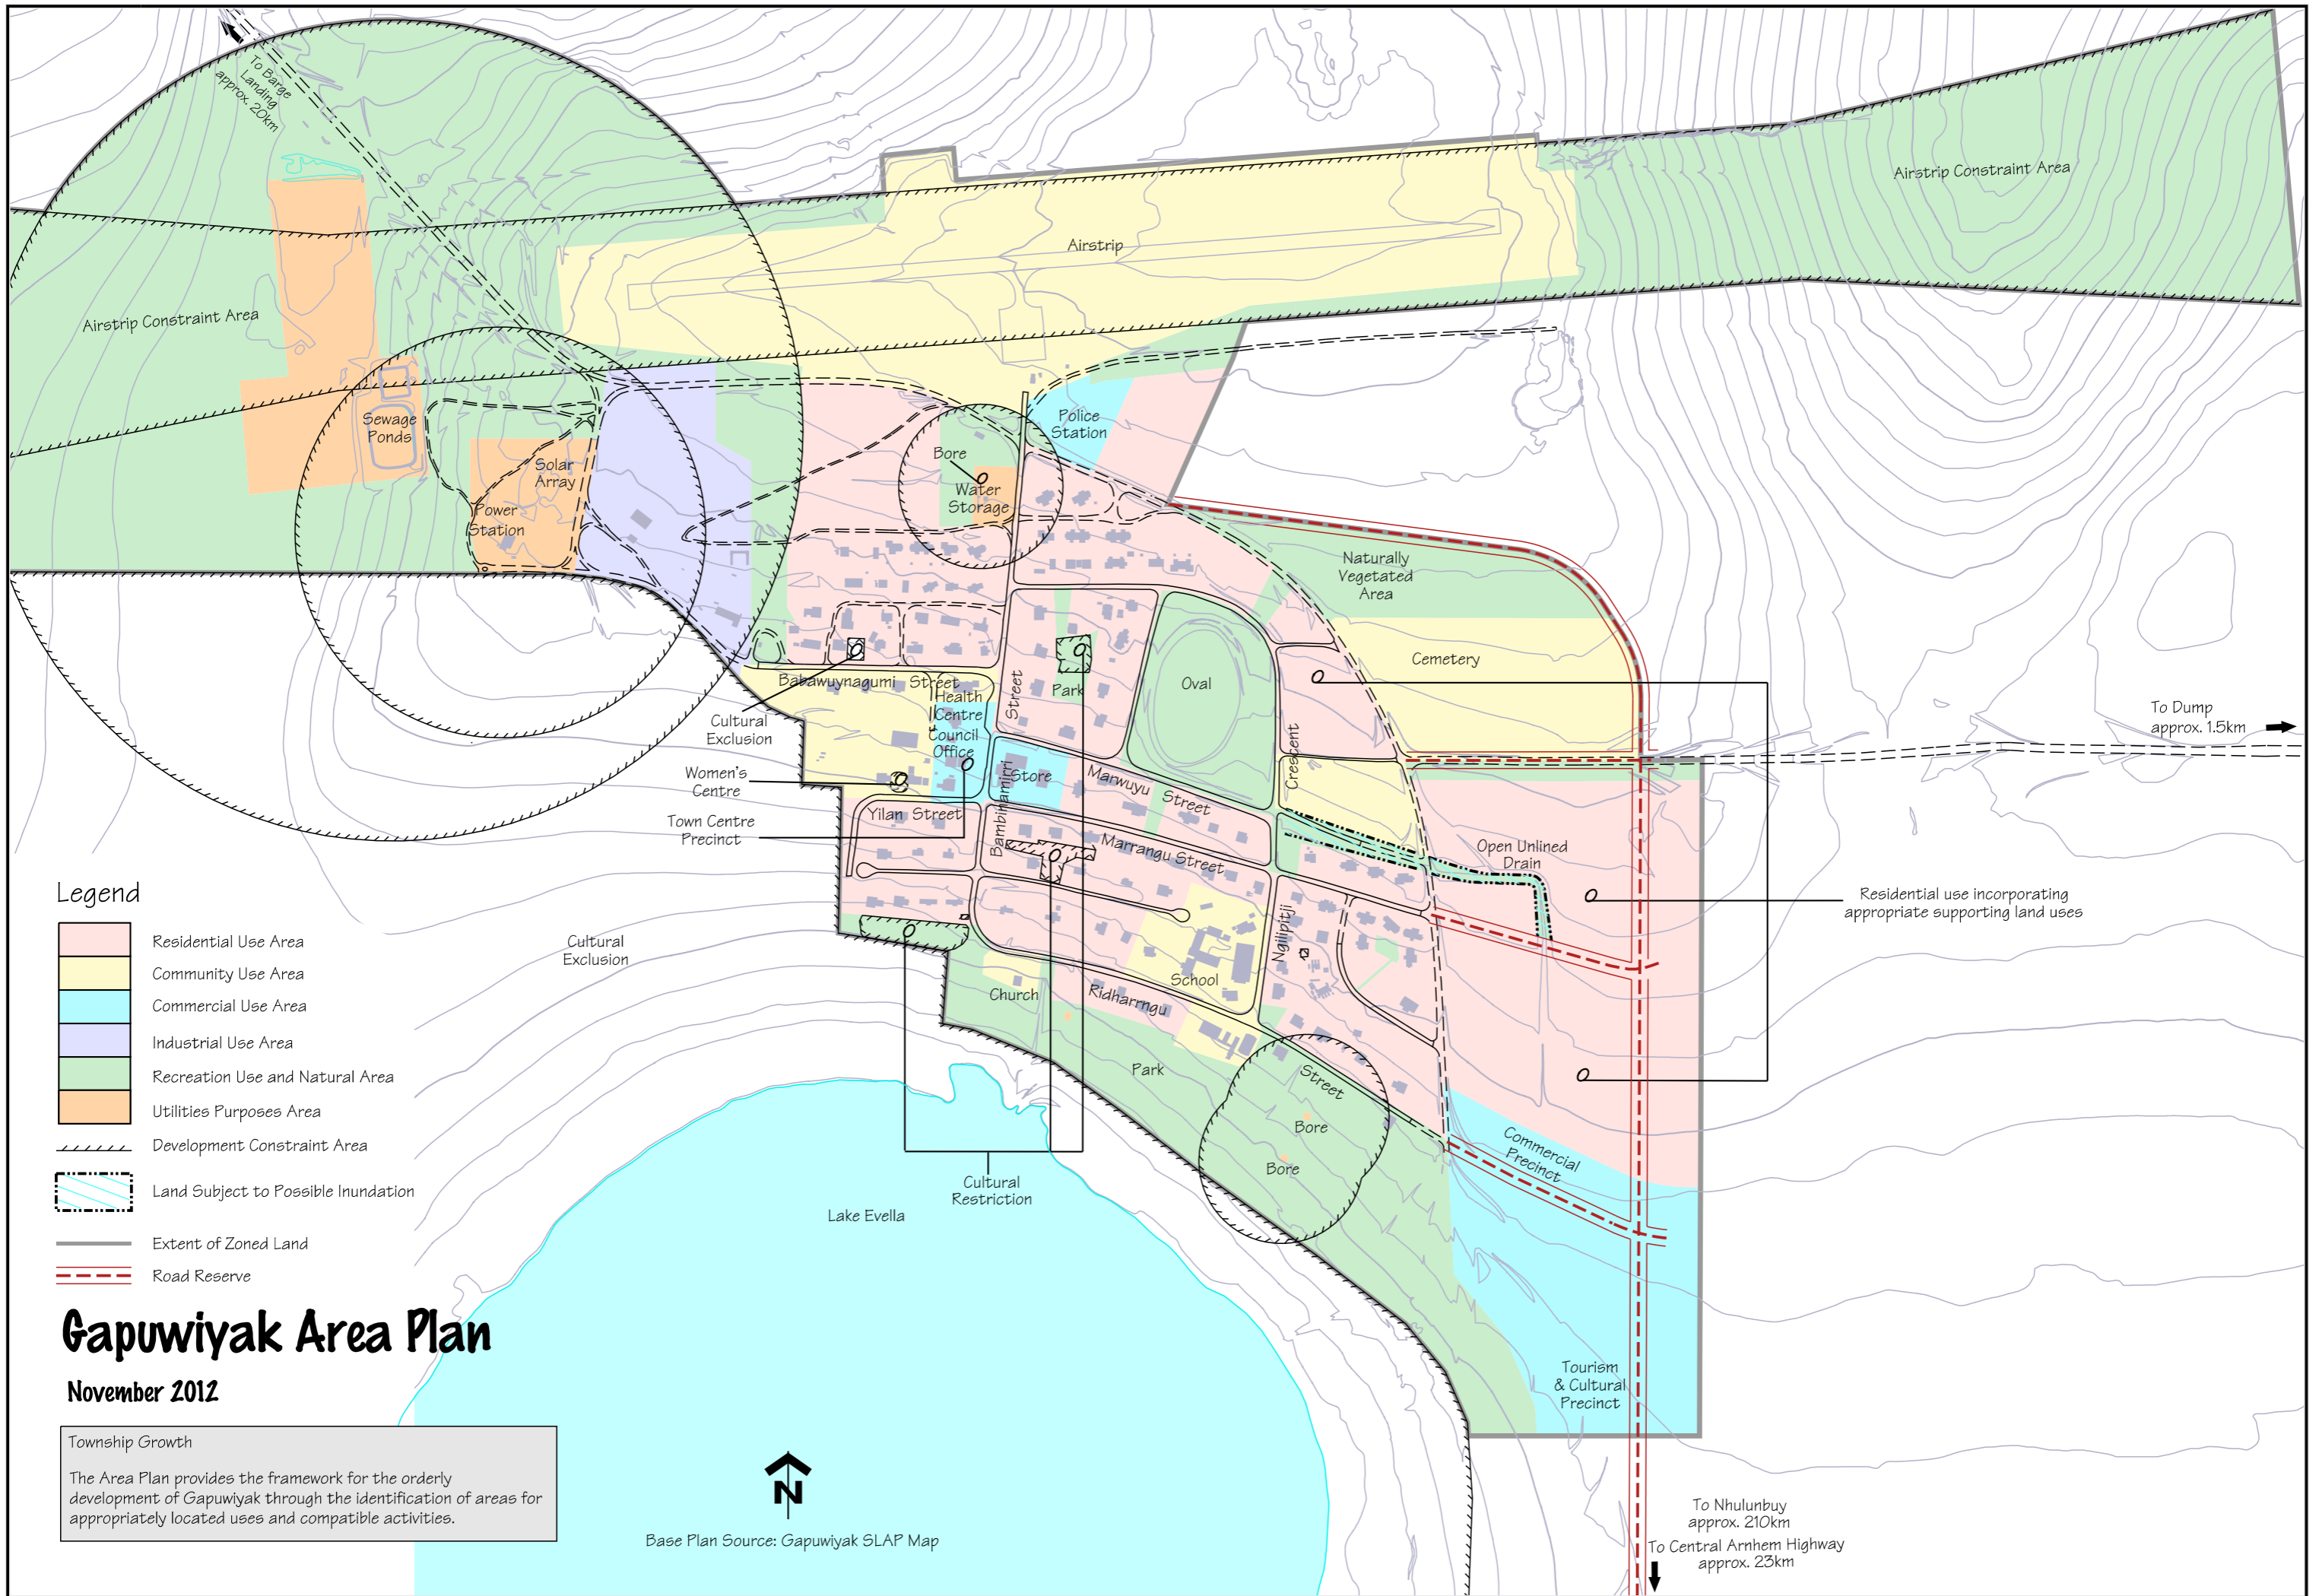 To Barge
Landing
approx. 20km
Airstrip Constraint Area
Airstrip
Airstrip Constraint Area
Sewage
Ponds
Solar
Array
Power
Station
Police
Station
Bore
Water
Storage
Naturally
Vegetated
Area
Cemetery
Oval
Park
Babawuynagumi Street
Health
Centre
Council
Office
Street
Bambihamirri
Cultural
Exclusion
Women's
Centre
Town Centre
Precinct
Store
Marwuyu Street
Crescent
Ngilipitji
Yilan Street
Marrangu Street
Open Unlined
Drain
To Dump
approx. 1.5km
Residential use incorporating
appropriate supporting land uses
Cultural
Exclusion
Church
School
Ridharrngu
Street
Park
Bore
Bore
Commercial
Precinct
Cultural
Restriction
Lake Evella
Tourism
& Cultural
Precinct
To Nhulunbuy
approx. 210km
To Central Arnhem Highway
approx. 23km
Legend
Residential Use Area
Community Use Area
Commercial Use Area
Industrial Use Area
Recreation Use and Natural Area
Utilities Purposes Area
Development Constraint Area
Land Subject to Possible Inundation
Extent of Zoned Land
Road Reserve
Gapuwiyak Area Plan
November 2012
Township Growth
The Area Plan provides the framework for the orderly
development of Gapuwiyak through the identification of areas for
appropriately located uses and compatible activities.
N
Base Plan Source: Gapuwiyak SLAP Map